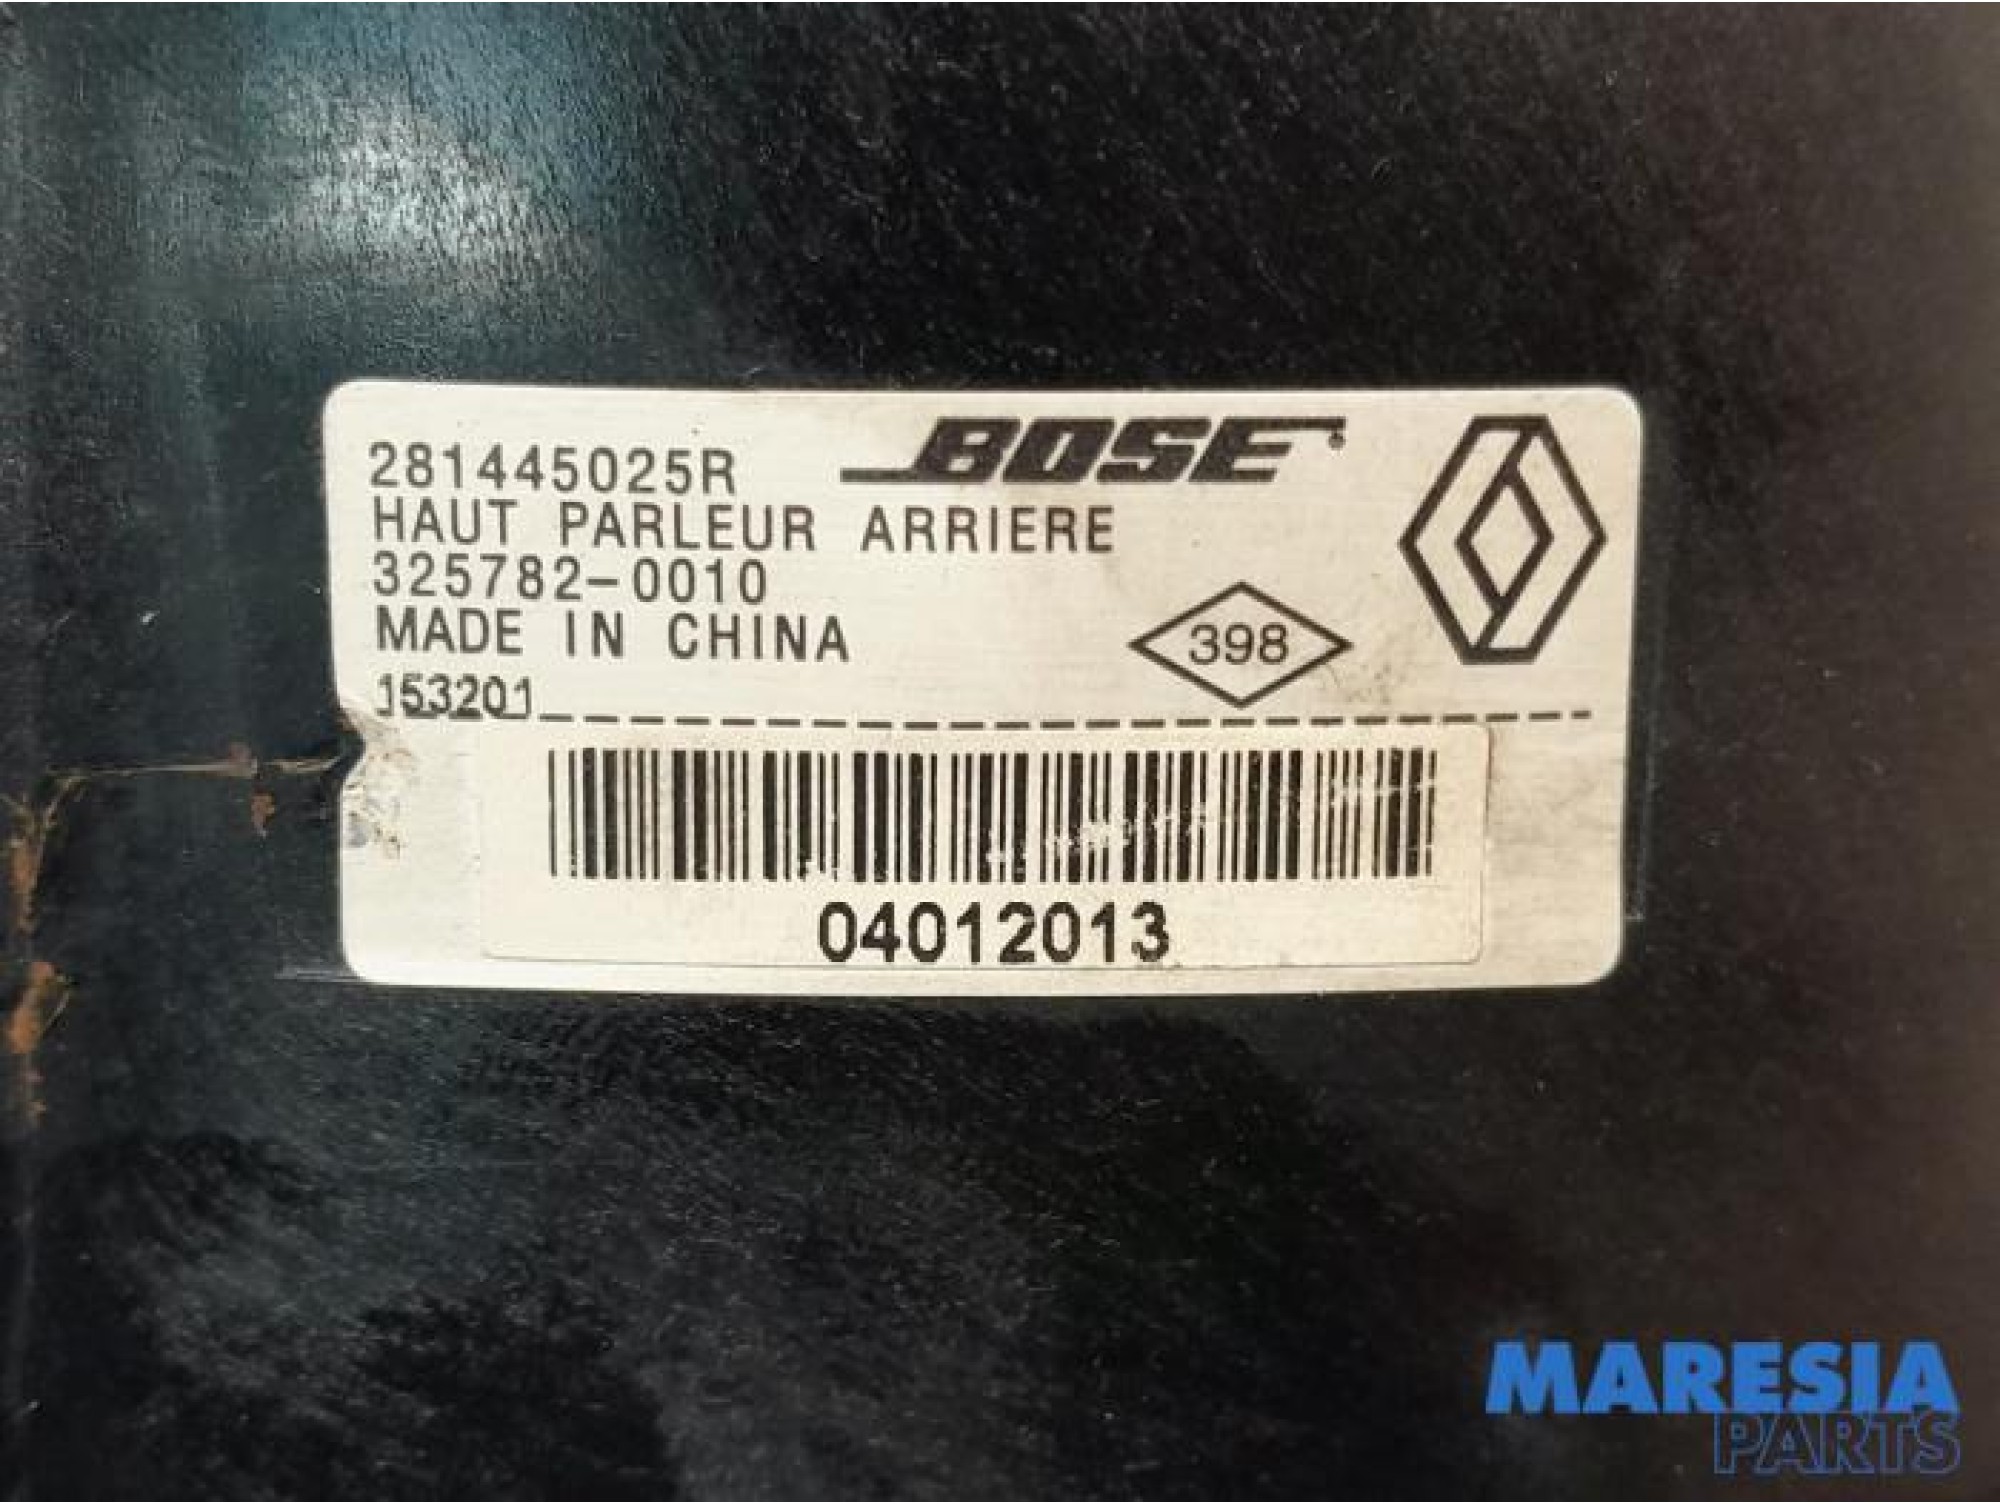 281445025R BOSE
HAUT PARLEUR ARRIERE
325782-0010
MADE IN CHINA
398
153201
04012013
MARESIA
PARTS